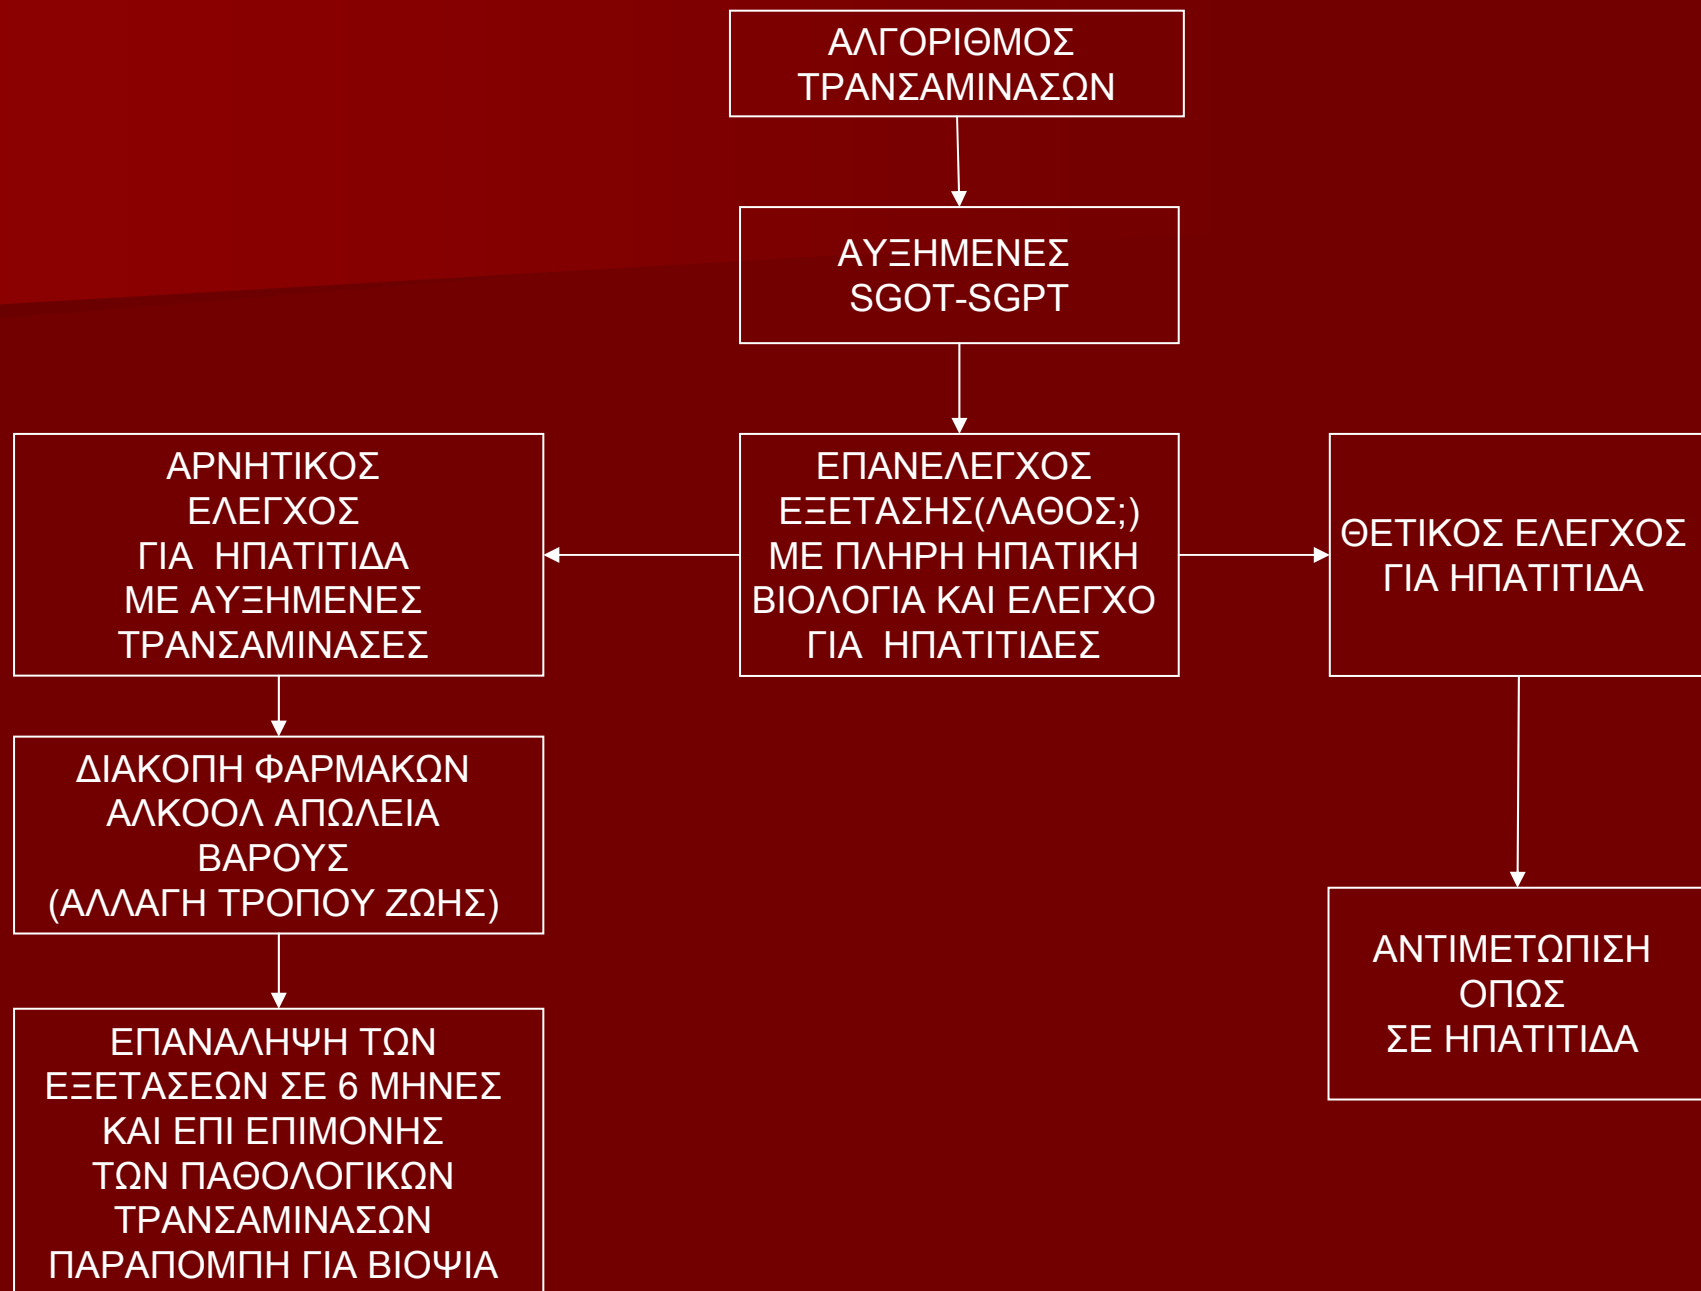 ΑΛΓΟΡΙΘΜΟΣ
ΤΡΑΝΣΑΜΙΝΑΣΩΝ
ΑΥΞΗΜΕΝΕΣ
SGOT-SGPT
ΑΡΝΗΤΙΚΟΣ
ΕΛΕΓΧΟΣ
ΓΙΑ ΗΠΑΤΙΤΙΔΑ
ΜΕ ΑΥΞΗΜΕΝΕΣ
ΤΡΑΝΣΑΜΙΝΑΣΕΣ
ΕΠΑΝΕΛΕΓΧΟΣ
ΕΞΕΤΑΣΗΣ(ΛΑΘΟΣ;)
ΜΕ ΠΛΗΡΗ ΗΠΑΤΙΚΗ
ΒΙΟΛΟΓΙΑ ΚΑΙ ΕΛΕΓΧΟ
ΓΙΑ ΗΠΑΤΙΤΙΔΕΣ
ΘΕΤΙΚΟΣ ΕΛΕΓΧΟΣ
ΓΙΑ ΗΠΑΤΙΤΙΔΑ
ΔΙΑΚΟΠΗ ΦΑΡΜΑΚΩΝ
ΑΛΚΟΟΛ ΑΠΩΛΕΙΑ
ΒΑΡΟΥΣ
(ΑΛΛΑΓΗ ΤΡΟΠΟΥ ΖΩΗΣ)
ΑΝΤΙΜΕΤΩΠΙΣΗ
ΟΠΩΣ
ΣΕ ΗΠΑΤΙΤΙΔΑ
ΕΠΑΝΑΛΗΨΗ ΤΩΝ
ΕΞΕΤΑΣΕΩΝ ΣΕ 6 ΜΗΝΕΣ
ΚΑΙ ΕΠΙ ΕΠΙΜΟΝΗΣ
ΤΩΝ ΠΑΘΟΛΟΓΙΚΩΝ
ΤΡΑΝΣΑΜΙΝΑΣΩΝ
ΠΑΡΑΠΟΜΠΗ ΓΙΑ ΒΙΟΨΙΑ